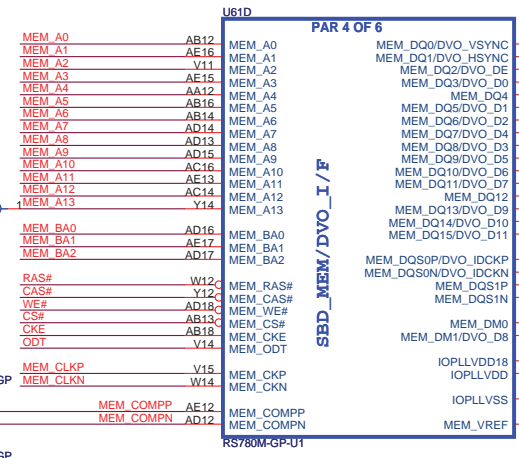 U61D
PAR 4 OF 6
MEM_A0 AB12 MEM_A0 MEM_DQ0/DVO_VSYNC
MEM_A1 AE16 MEM_A1 MEM_DQ1/DVO_HSYNC
MEM_A2 V11 MEM_A2 MEM_DQ2/DVO_DE
MEM_A3 AE15 MEM_A3 MEM_DQ3/DVO_D0
MEM_A4 AA12 MEM_A4 MEM_DQ4
MEM_A5 AB16 MEM_A5 MEM_DQ5/DVO_D1
MEM_A6 AB14 MEM_A6 MEM_DQ6/DVO_D2
MEM_A7 AD14 MEM_A7 MEM_DQ7/DVO_D4
MEM_A8 AD13 MEM_A8 MEM_DQ8/DVO_D3
MEM_A9 AD15 MEM_A9 MEM_DQ9/DVO_D5
MEM_A10 AC16 MEM_A10 MEM_DQ10/DVO_D6
MEM_A11 AE13 MEM_A11 MEM_DQ11/DVO_D7
MEM_A12 AC14 MEM_A12 MEM_DQ12
1 MEM_A13 Y14 MEM_A13 MEM_DQ13/DVO_D9
MEM_DQ14/DVO_D10
MEM_BA0 AD16 MEM_BA0 MEM_DQ15/DVO_D11
MEM_BA1 AE17 MEM_BA1
MEM_BA2 AD17 MEM_BA2 MEM_DQS0P/DVO_IDCKP
MEM_DQS0N/DVO_IDCKN
RAS# W12 MEM_RAS# MEM_DQS1P
CAS# Y12 MEM_CAS# MEM_DQS1N
WE# AD18 MEM_WE#
CS# AB13 MEM_CS# MEM_DM0
CKE AB18 MEM_CKE MEM_DM1/DVO_D8
ODT V14 MEM_ODT
IOPLLVDD18
MEM_CLKP V15 MEM_CKP IOPLLVDD
GP MEM_CLKN W14 MEM_CKN
IOPLLVSS
MEM_COMPP AE12 MEM_COMPP
MEM_COMPN AD12 MEM_COMPN MEM_VREF
SBD_MEM/DVO_I/F
RS780M-GP-U1
GP